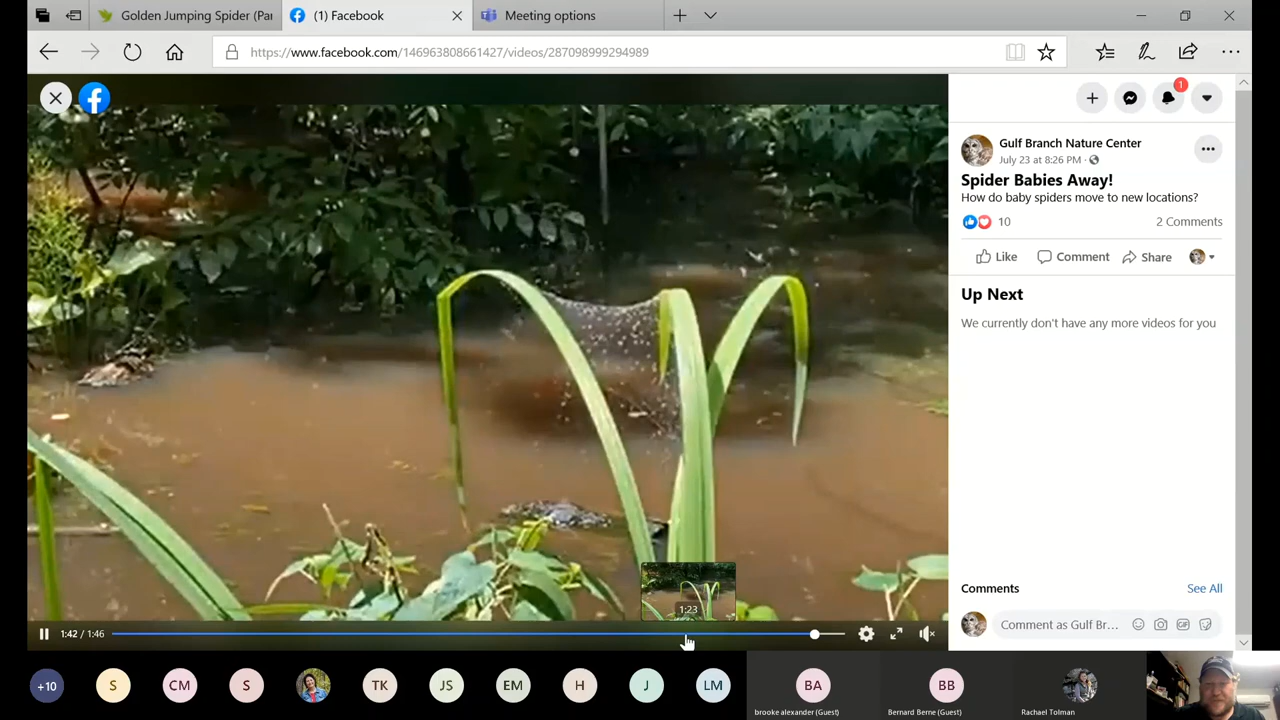 Golden Jumping Spider (Par
(1) Facebook
Meeting options
https://www.facebook.com/146963808661427/videos/287098999294989
1
Gulf Branch Nature Center
July 23 at 8:26 PM
Spider Babies Away!
How do baby spiders move to new locations?
10
2 Comments
Like
Comment
Share
Up Next
We currently don't have any more videos for you
Comments
See All
Comment as Gulf Br...
GIF
1:23
1:42 / 1:46
+10
S
CM
S
TK
JS
EM
H
J
LM
BA
BB
brooke alexander (Guest)
Bernard Berne (Guest)
Rachael Tolman